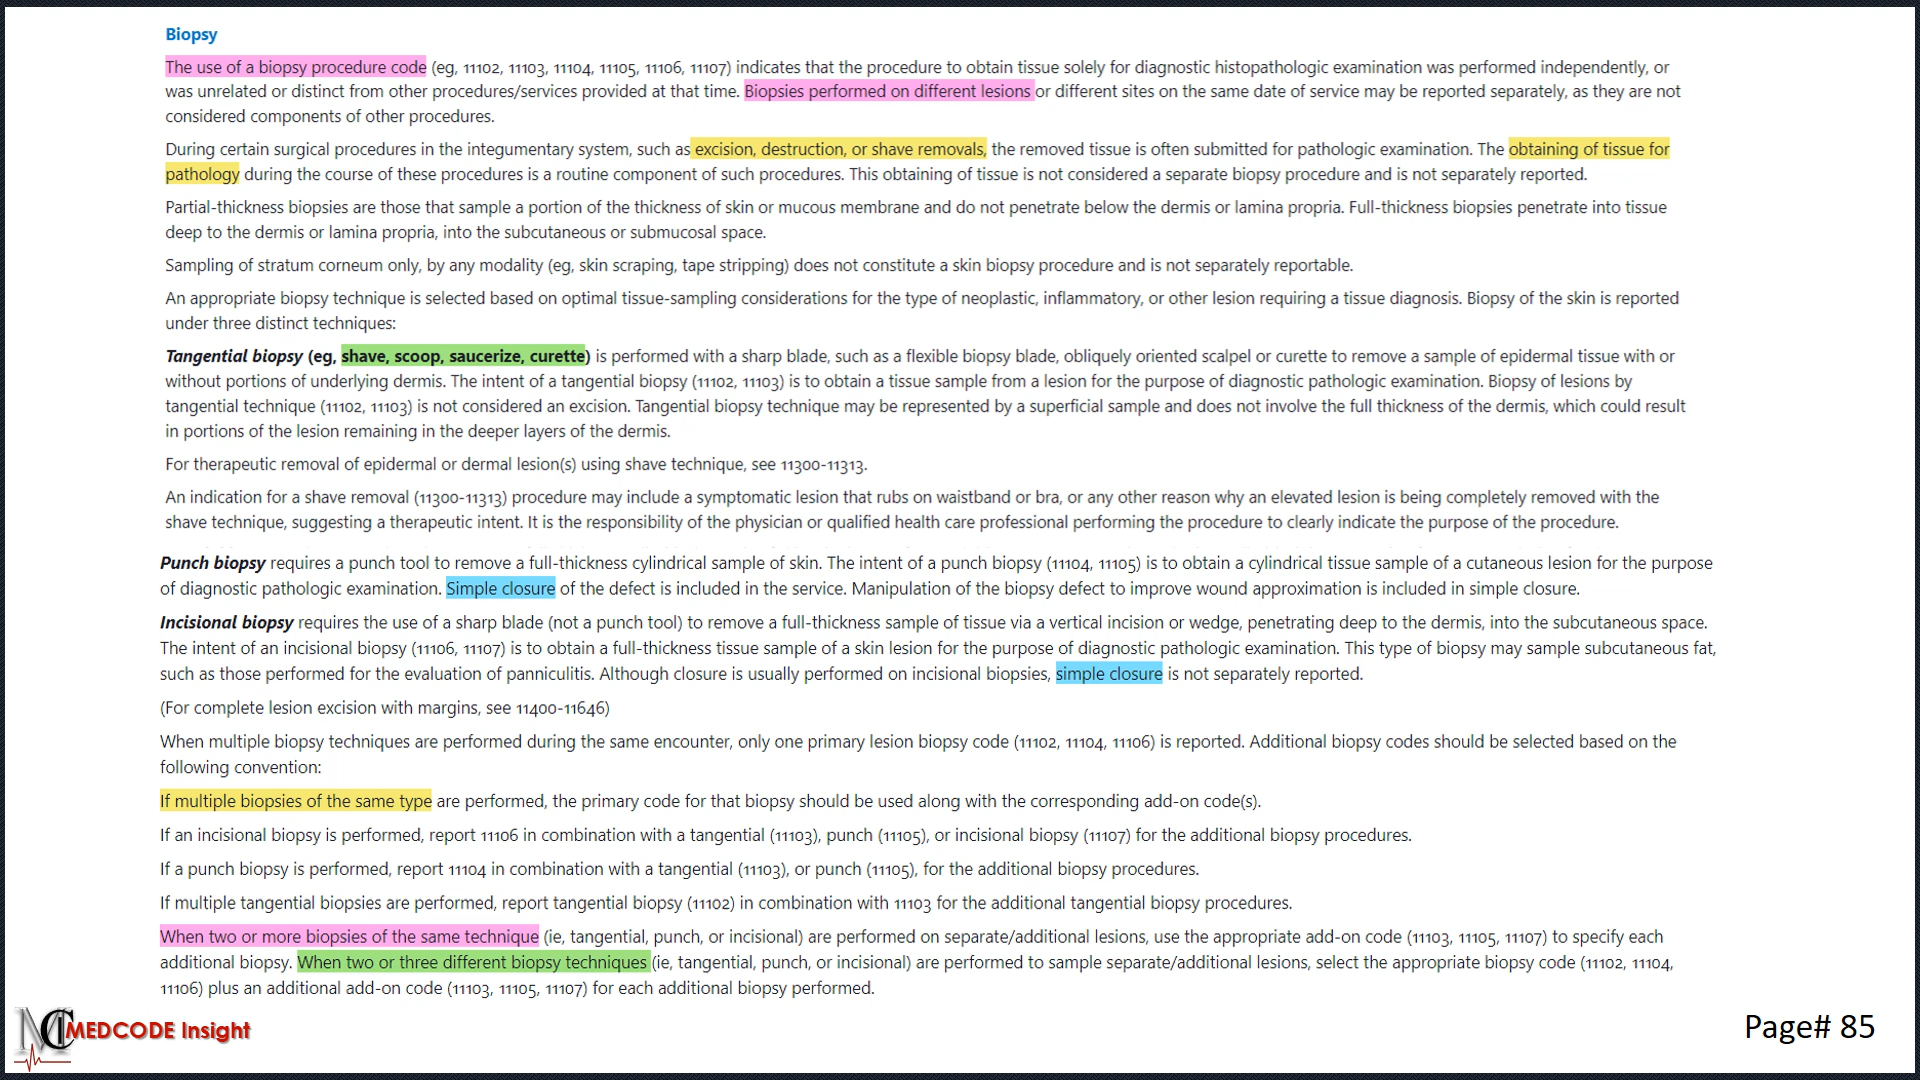 Biopsy
The use of a biopsy procedure code (eg, 11102, 11103, 11104, 11105, 11106, 11107) indicates that the procedure to obtain tissue solely for diagnostic histopathologic examination was performed independently, or
was unrelated or distinct from other procedures/services provided at that time. Biopsies performed on different lesions or different sites on the same date of service may be reported separately, as they are not
considered components of other procedures.
During certain surgical procedures in the integumentary system, such as excision, destruction, or shave removals, the removed tissue is often submitted for pathologic examination. The obtaining of tissue for
pathology during the course of these procedures is a routine component of such procedures. This obtaining of tissue is not considered a separate biopsy procedure and is not separately reported.
Partial-thickness biopsies are those that sample a portion of the thickness of skin or mucous membrane and do not penetrate below the dermis or lamina propria. Full-thickness biopsies penetrate into tissue
deep to the dermis or lamina propria, into the subcutaneous or submucosal space.
Sampling of stratum corneum only, by any modality (eg, skin scraping, tape stripping) does not constitute a skin biopsy procedure and is not separately reportable.
An appropriate biopsy technique is selected based on optimal tissue-sampling considerations for the type of neoplastic, inflammatory, or other lesion requiring a tissue diagnosis. Biopsy of the skin is reported
under three distinct techniques:
Tangential biopsy (eg, shave, scoop, saucerize, curette) is performed with a sharp blade, such as a flexible biopsy blade, obliquely oriented scalpel or curette to remove a sample of epidermal tissue with or
without portions of underlying dermis. The intent of a tangential biopsy (11102, 11103) is to obtain a tissue sample from a lesion for the purpose of diagnostic pathologic examination. Biopsy of lesions by
tangential technique (11102, 11103) is not considered an excision. Tangential biopsy technique may be represented by a superficial sample and does not involve the full thickness of the dermis, which could result
in portions of the lesion remaining in the deeper layers of the dermis.
For therapeutic removal of epidermal or dermal lesion(s) using shave technique, see 11300-11313.
An indication for a shave removal (11300-11313) procedure may include a symptomatic lesion that rubs on waistband or bra, or any other reason why an elevated lesion is being completely removed with the
shave technique, suggesting a therapeutic intent. It is the responsibility of the physician or qualified health care professional performing the procedure to clearly indicate the purpose of the procedure.
Punch biopsy requires a punch tool to remove a full-thickness cylindrical sample of skin. The intent of a punch biopsy (11104, 11105) is to obtain a cylindrical tissue sample of a cutaneous lesion for the purpose
of diagnostic pathologic examination. Simple closure of the defect is included in the service. Manipulation of the biopsy defect to improve wound approximation is included in simple closure.
Incisional biopsy requires the use of a sharp blade (not a punch tool) to remove a full-thickness sample of tissue via a vertical incision or wedge, penetrating deep to the dermis, into the subcutaneous space.
The intent of an incisional biopsy (11106, 11107) is to obtain a full-thickness tissue sample of a skin lesion for the purpose of diagnostic pathologic examination. This type of biopsy may sample subcutaneous fat,
such as those performed for the evaluation of panniculitis. Although closure is usually performed on incisional biopsies, simple closure is not separately reported.
(For complete lesion excision with margins, see 11400-11646)
When multiple biopsy techniques are performed during the same encounter, only one primary lesion biopsy code (11102, 11104, 11106) is reported. Additional biopsy codes should be selected based on the
following convention:
If multiple biopsies of the same type are performed, the primary code for that biopsy should be used along with the corresponding add-on code(s).
If an incisional biopsy is performed, report 11106 in combination with a tangential (11103), punch (11105), or incisional biopsy (11107) for the additional biopsy procedures.
If a punch biopsy is performed, report 11104 in combination with a tangential (11103), or punch (11105), for the additional biopsy procedures.
If multiple tangential biopsies are performed, report tangential biopsy (11102) in combination with 11103 for the additional tangential biopsy procedures.
When two or more biopsies of the same technique (ie, tangential, punch, or incisional) are performed on separate/additional lesions, use the appropriate add-on code (11103, 11105, 11107) to specify each
additional biopsy. When two or three different biopsy techniques (ie, tangential, punch, or incisional) are performed to sample separate/additional lesions, select the appropriate biopsy code (11102, 11104,
11106) plus an additional add-on code (11103, 11105, 11107) for each additional biopsy performed.
MC MEDCODE Insight
Page# 85